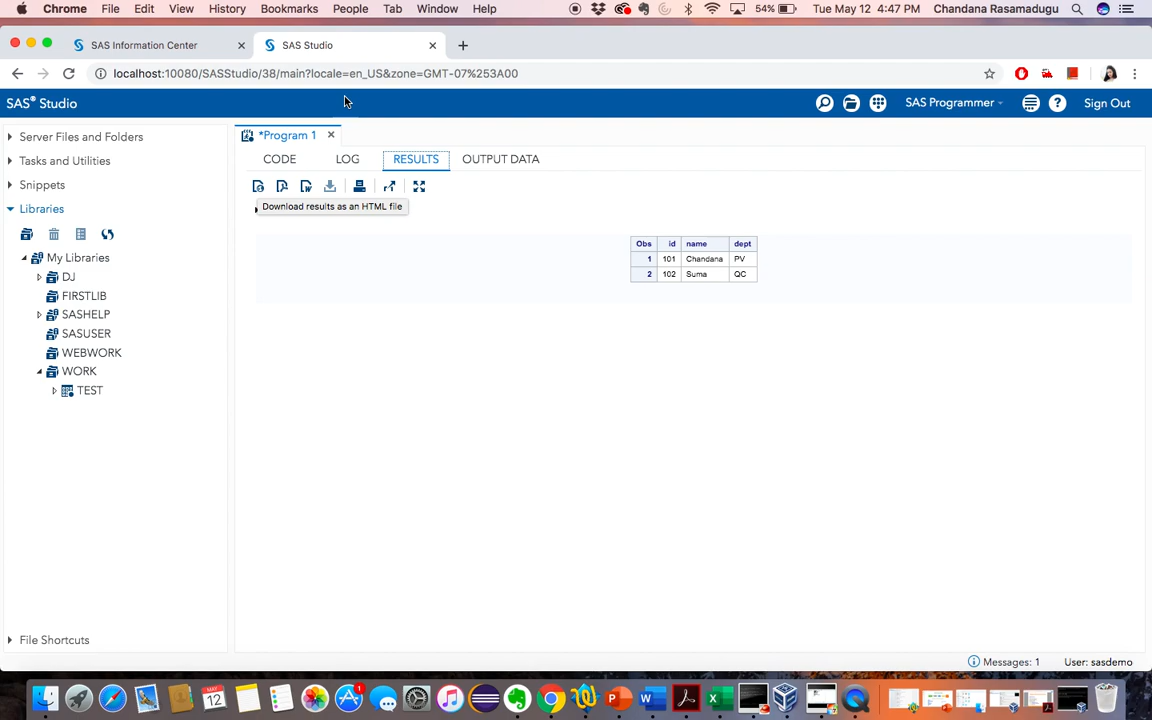 Chrome File Edit View History Bookmarks People Tab Window Help 54% Tue May 12 4:47 PM Chandana Rasamadugu
SAS Information Center SAS Studio
localhost:10080/SASStudio/38/main?locale=en_US&zone=GMT-07%253A00
SAS® Studio SAS Programmer Sign Out
Server Files and Folders
Tasks and Utilities
Snippets
Libraries
My Libraries
DJ
FIRSTLIB
SASHELP
SASUSER
WEBWORK
WORK
TEST
File Shortcuts
*Program 1
CODE LOG RESULTS OUTPUT DATA
Download results as an HTML file
Obs id name dept
1 101 Chandana PV
2 102 Suma QC
Messages: 1 User: sasdemo